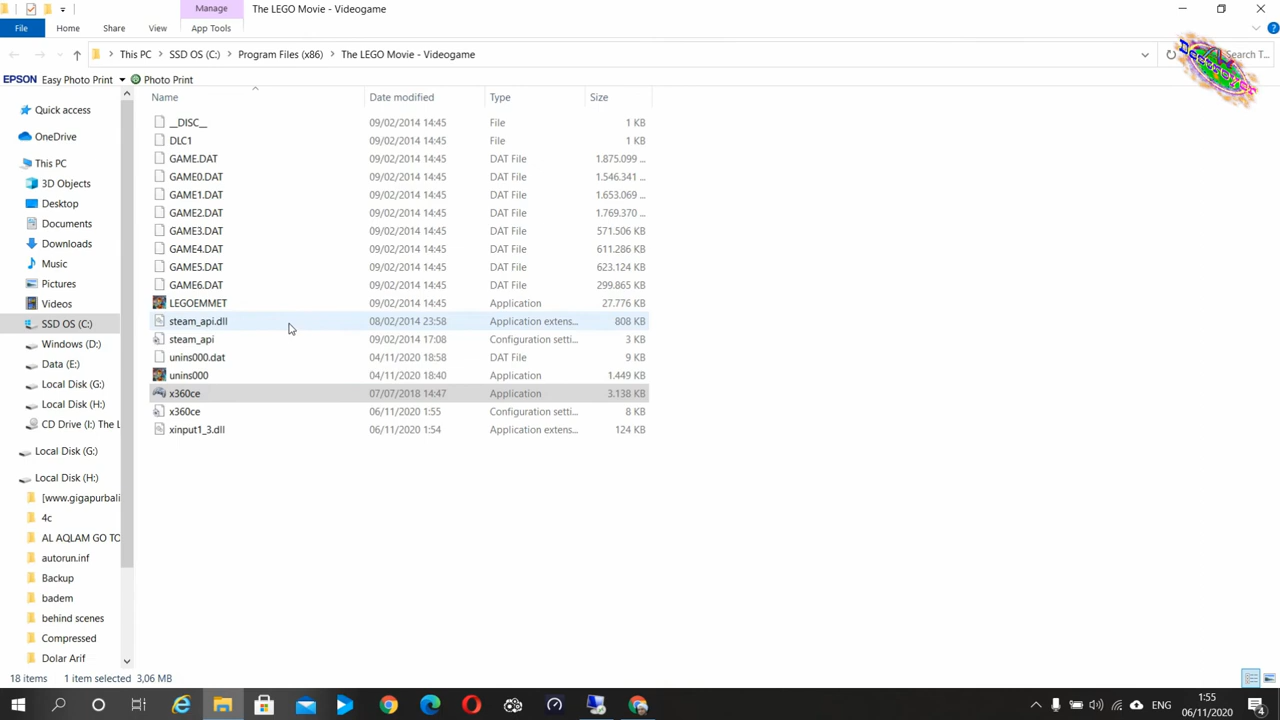 Manage
The LEGO Movie - Videogame
File
Home
Share
View
App Tools
This PC
SSD OS (C:)
Program Files (x86)
The LEGO Movie - Videogame
Search T...
EPSON Easy Photo Print
Photo Print
Name
Date modified
Type
Size
Quick access
OneDrive
This PC
3D Objects
Desktop
Documents
Downloads
Music
Pictures
Videos
SSD OS (C:)
Windows (D:)
Data (E:)
Local Disk (G:)
Local Disk (H:)
CD Drive (I:) The L
Local Disk (G:)
Local Disk (H:)
[www.gigapurbali
4c
AL AQLAM GO TO
autorun.inf
Backup
badem
behind scenes
Compressed
Dolar Arif
__DISC__ 09/02/2014 14:45 File 1 KB
DLC1 09/02/2014 14:45 File 1 KB
GAME.DAT 09/02/2014 14:45 DAT File 1.875.099 ...
GAME0.DAT 09/02/2014 14:45 DAT File 1.546.341 ...
GAME1.DAT 09/02/2014 14:45 DAT File 1.653.069 ...
GAME2.DAT 09/02/2014 14:45 DAT File 1.769.370 ...
GAME3.DAT 09/02/2014 14:45 DAT File 571.506 KB
GAME4.DAT 09/02/2014 14:45 DAT File 611.286 KB
GAME5.DAT 09/02/2014 14:45 DAT File 623.124 KB
GAME6.DAT 09/02/2014 14:45 DAT File 299.865 KB
LEGOEMMET 09/02/2014 14:45 Application 27.776 KB
steam_api.dll 08/02/2014 23:58 Application extens... 808 KB
steam_api 09/02/2014 17:08 Configuration setti... 3 KB
unins000.dat 04/11/2020 18:58 DAT File 9 KB
unins000 04/11/2020 18:40 Application 1.449 KB
x360ce 07/07/2018 14:47 Application 3.138 KB
x360ce 06/11/2020 1:55 Configuration setti... 8 KB
xinput1_3.dll 06/11/2020 1:54 Application extens... 124 KB
18 items
1 item selected 3,06 MB
ENG
1:55
06/11/2020
4